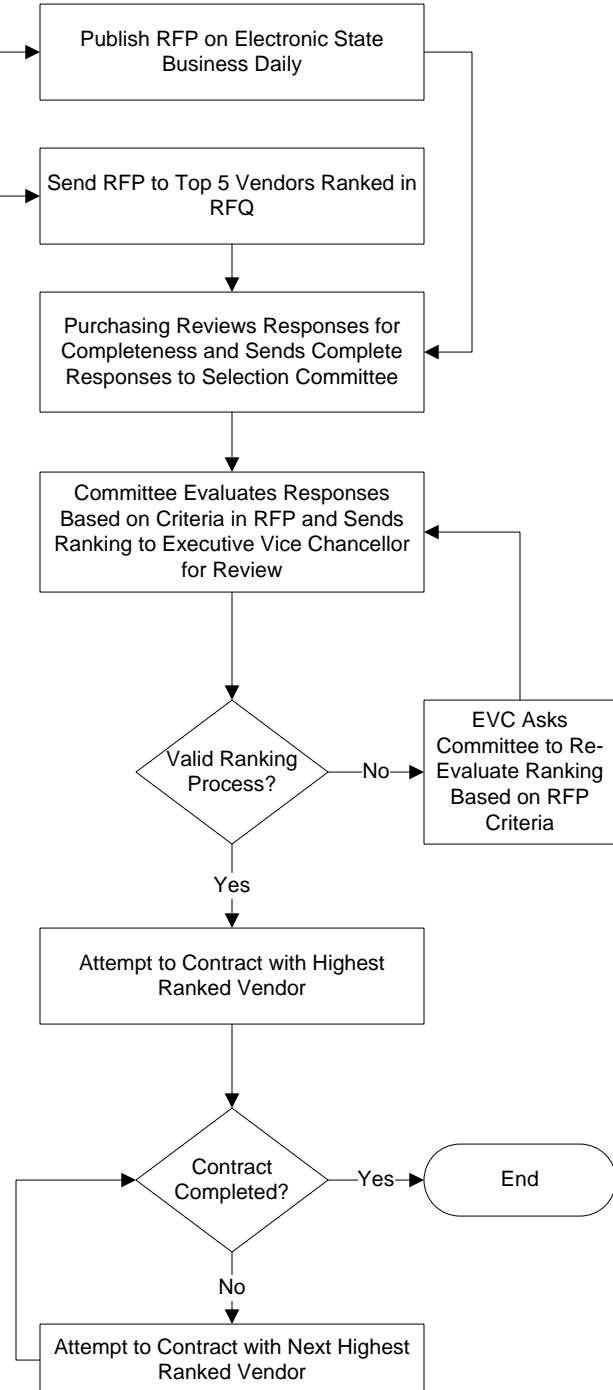 Publish RFP on Electronic State
Business Daily
Send RFP to Top 5 Vendors Ranked in
RFQ
Purchasing Reviews Responses for
Completeness and Sends Complete
Responses to Selection Committee
Committee Evaluates Responses
Based on Criteria in RFP and Sends
Ranking to Executive Vice Chancellor
for Review
Valid Ranking
Process?
No
EVC Asks
Committee to Re-
Evaluate Ranking
Based on RFP
Criteria
Yes
Attempt to Contract with Highest
Ranked Vendor
Contract
Completed?
Yes
End
No
Attempt to Contract with Next Highest
Ranked Vendor